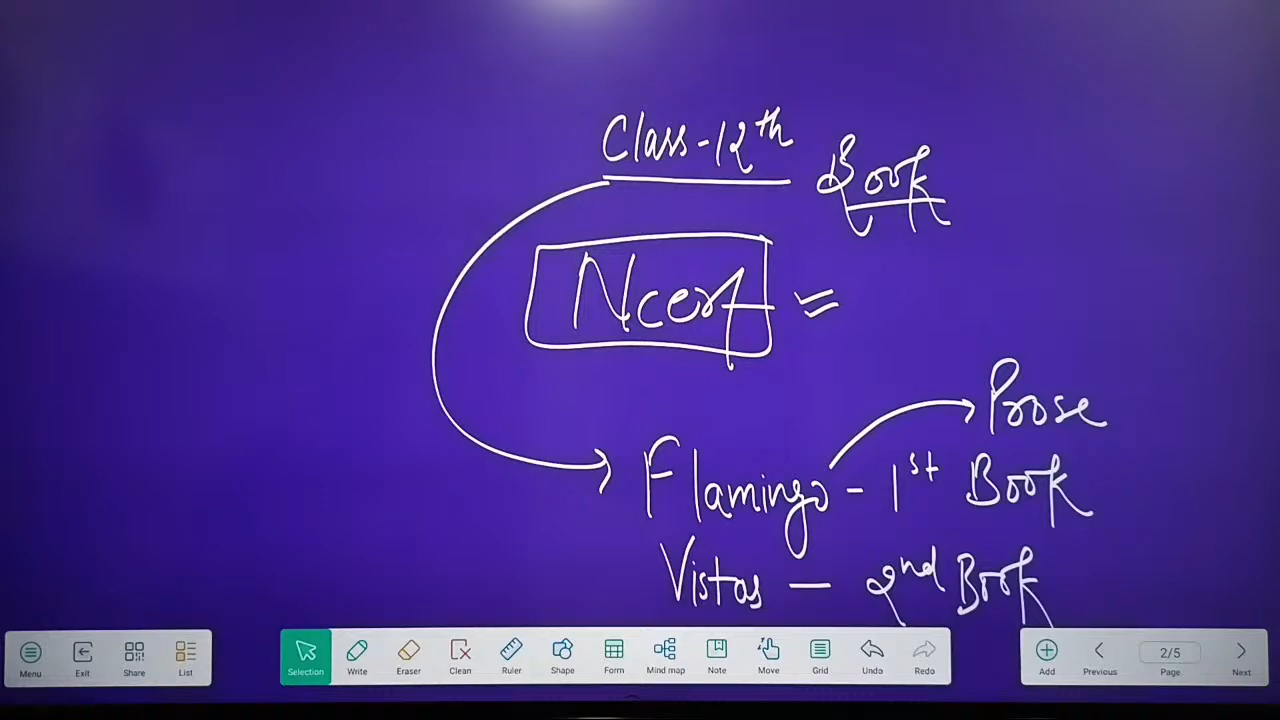 Class-12th Book
Ncert =
Prose
Flamingo - 1st Book
Vistas - 2nd Book
Menu Exit Share List
Selection Write Eraser Clean Ruler Shape Form Mind map Note Move Grid Undo Redo
Add Previous 2/5 Page Next